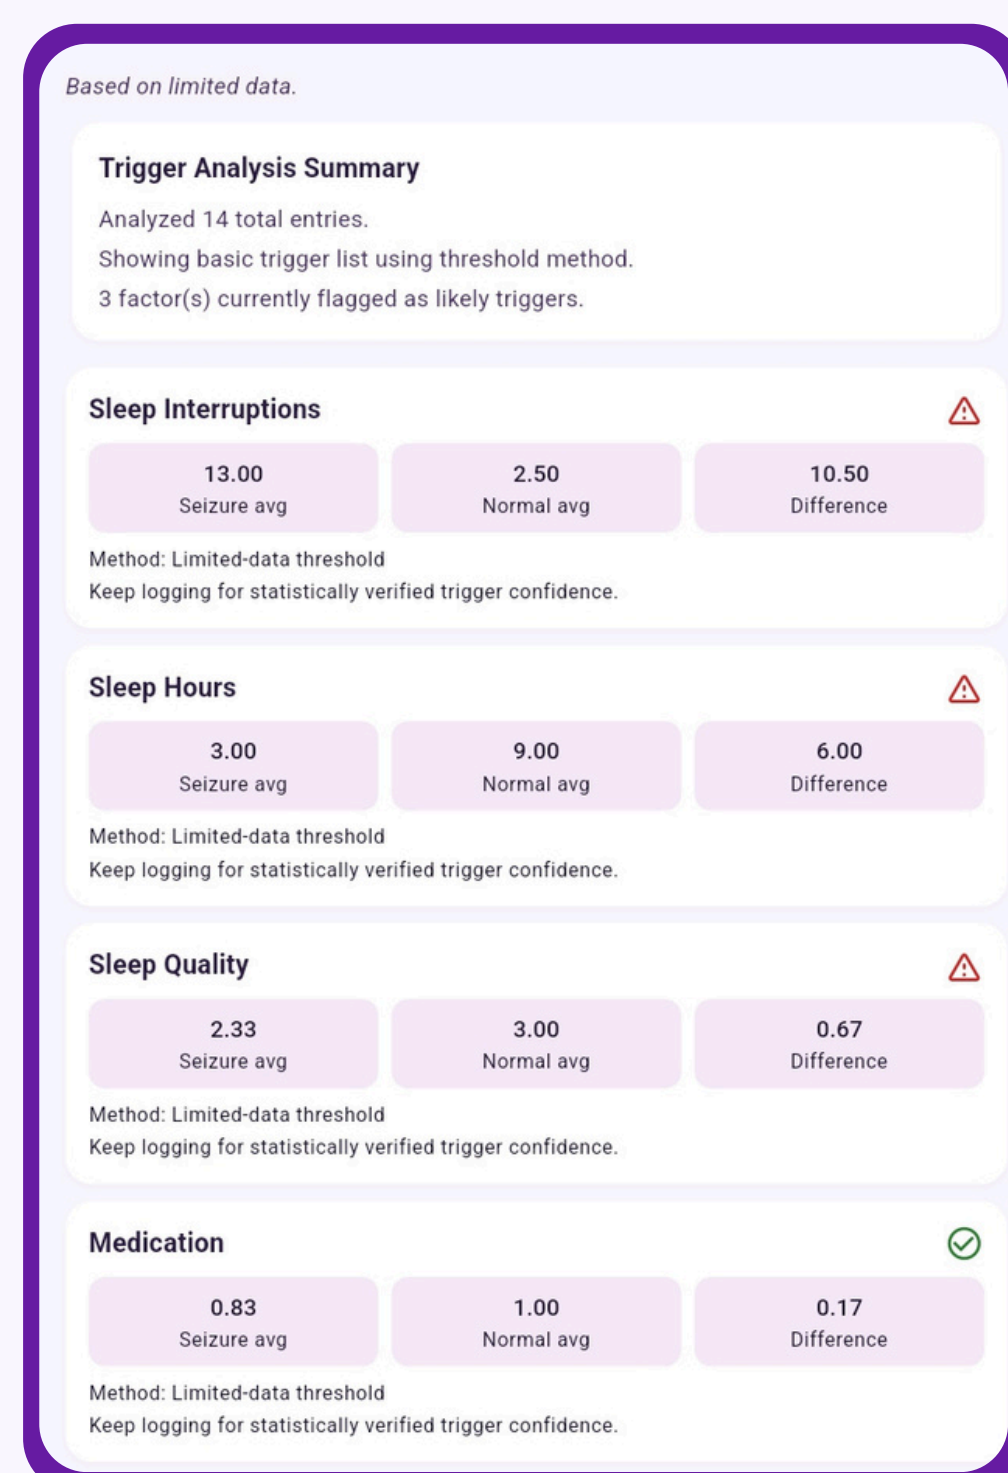 Based on limited data.
Trigger Analysis Summary
Analyzed 14 total entries.
Showing basic trigger list using threshold method.
3 factor(s) currently flagged as likely triggers.
Sleep Interruptions
13.00 2.50 10.50
Seizure avg Normal avg Difference
Method: Limited-data threshold
Keep logging for statistically verified trigger confidence.
Sleep Hours
3.00 9.00 6.00
Seizure avg Normal avg Difference
Method: Limited-data threshold
Keep logging for statistically verified trigger confidence.
Sleep Quality
2.33 3.00 0.67
Seizure avg Normal avg Difference
Method: Limited-data threshold
Keep logging for statistically verified trigger confidence.
Medication
0.83 1.00 0.17
Seizure avg Normal avg Difference
Method: Limited-data threshold
Keep logging for statistically verified trigger confidence.